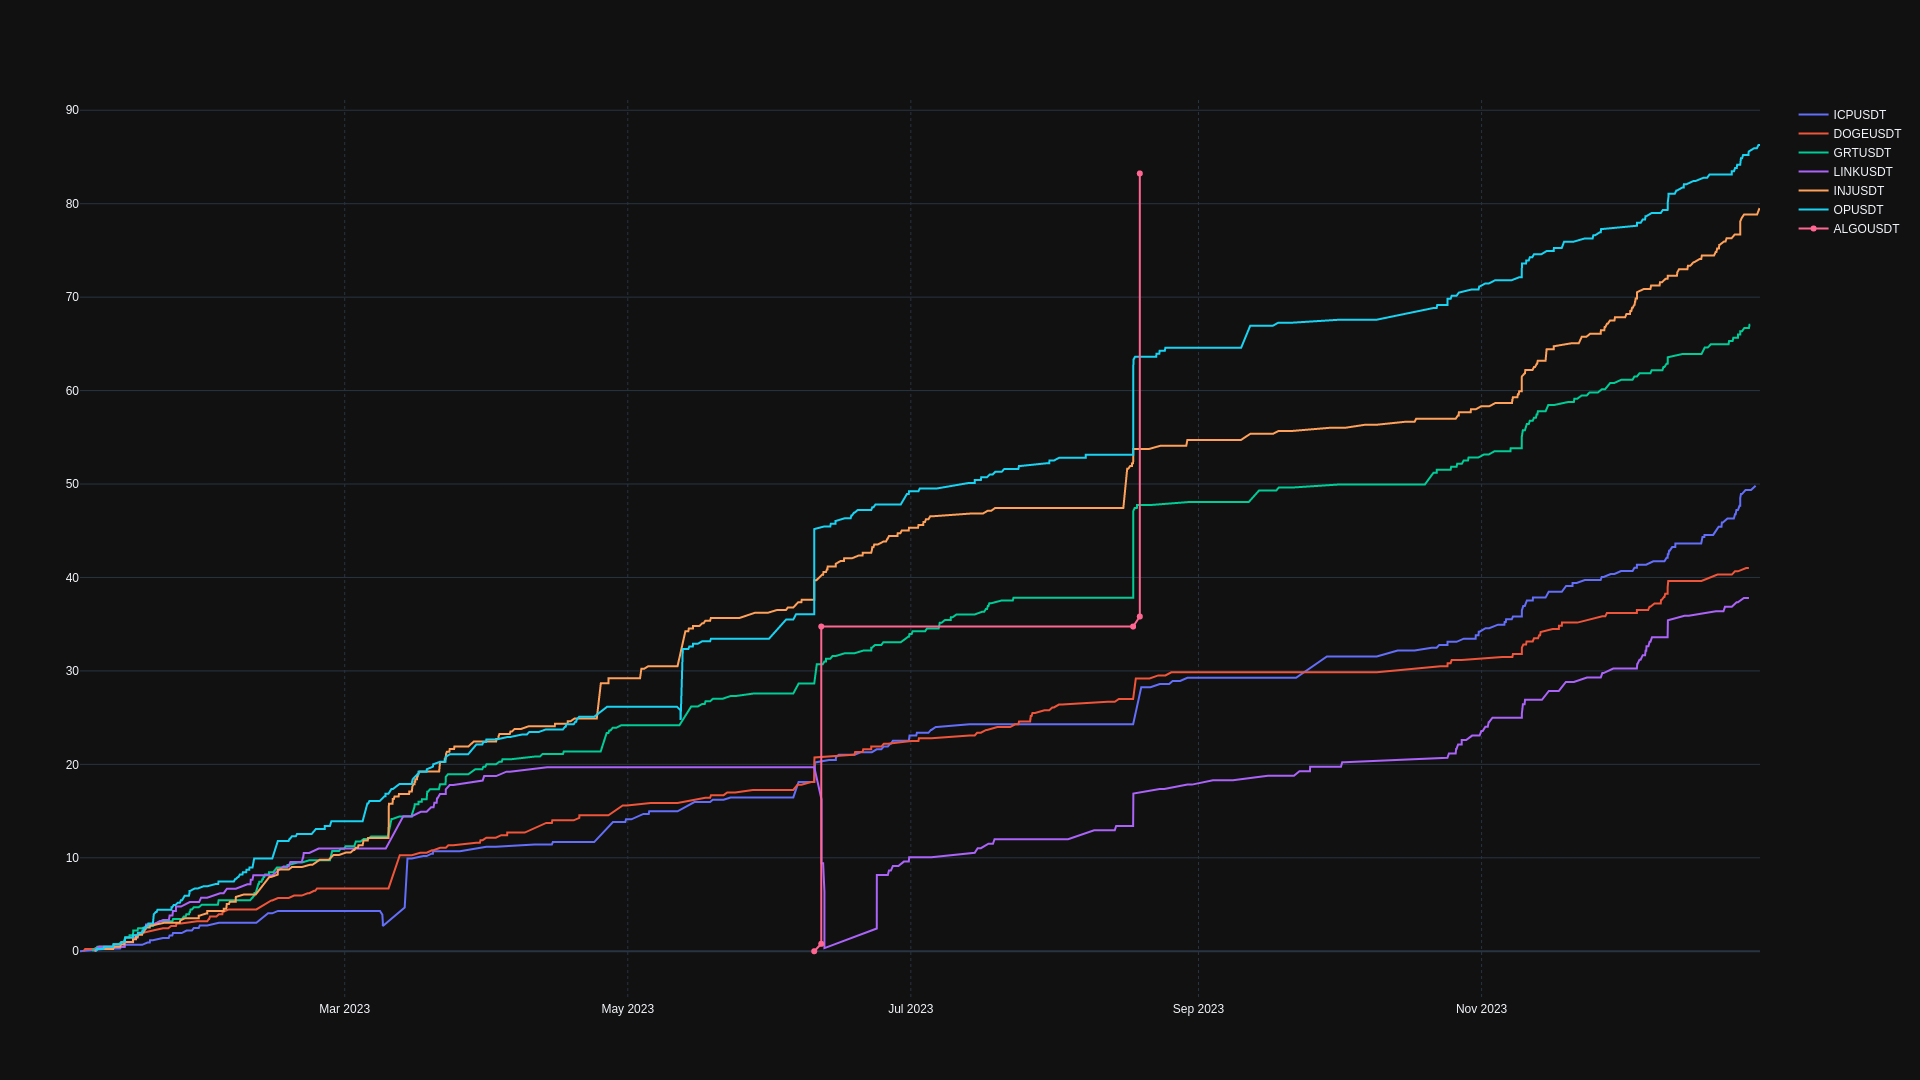 90
80
70
60
50
40
30
20
10
0
Mar 2023
May 2023
Jul 2023
Sep 2023
Nov 2023
ICPUSDT
DOGEUSDT
GRTUSDT
LINKUSDT
INJUSDT
OPUSDT
ALGOUSDT